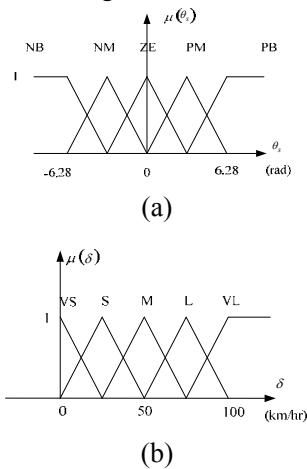 μ(θs)
NB NM ZE PM PB
1
-6.28 0 6.28 θs
(rad)
(a)
μ(δ)
VS S M L VL
1
0 50 100 δ
(km/hr)
(b)